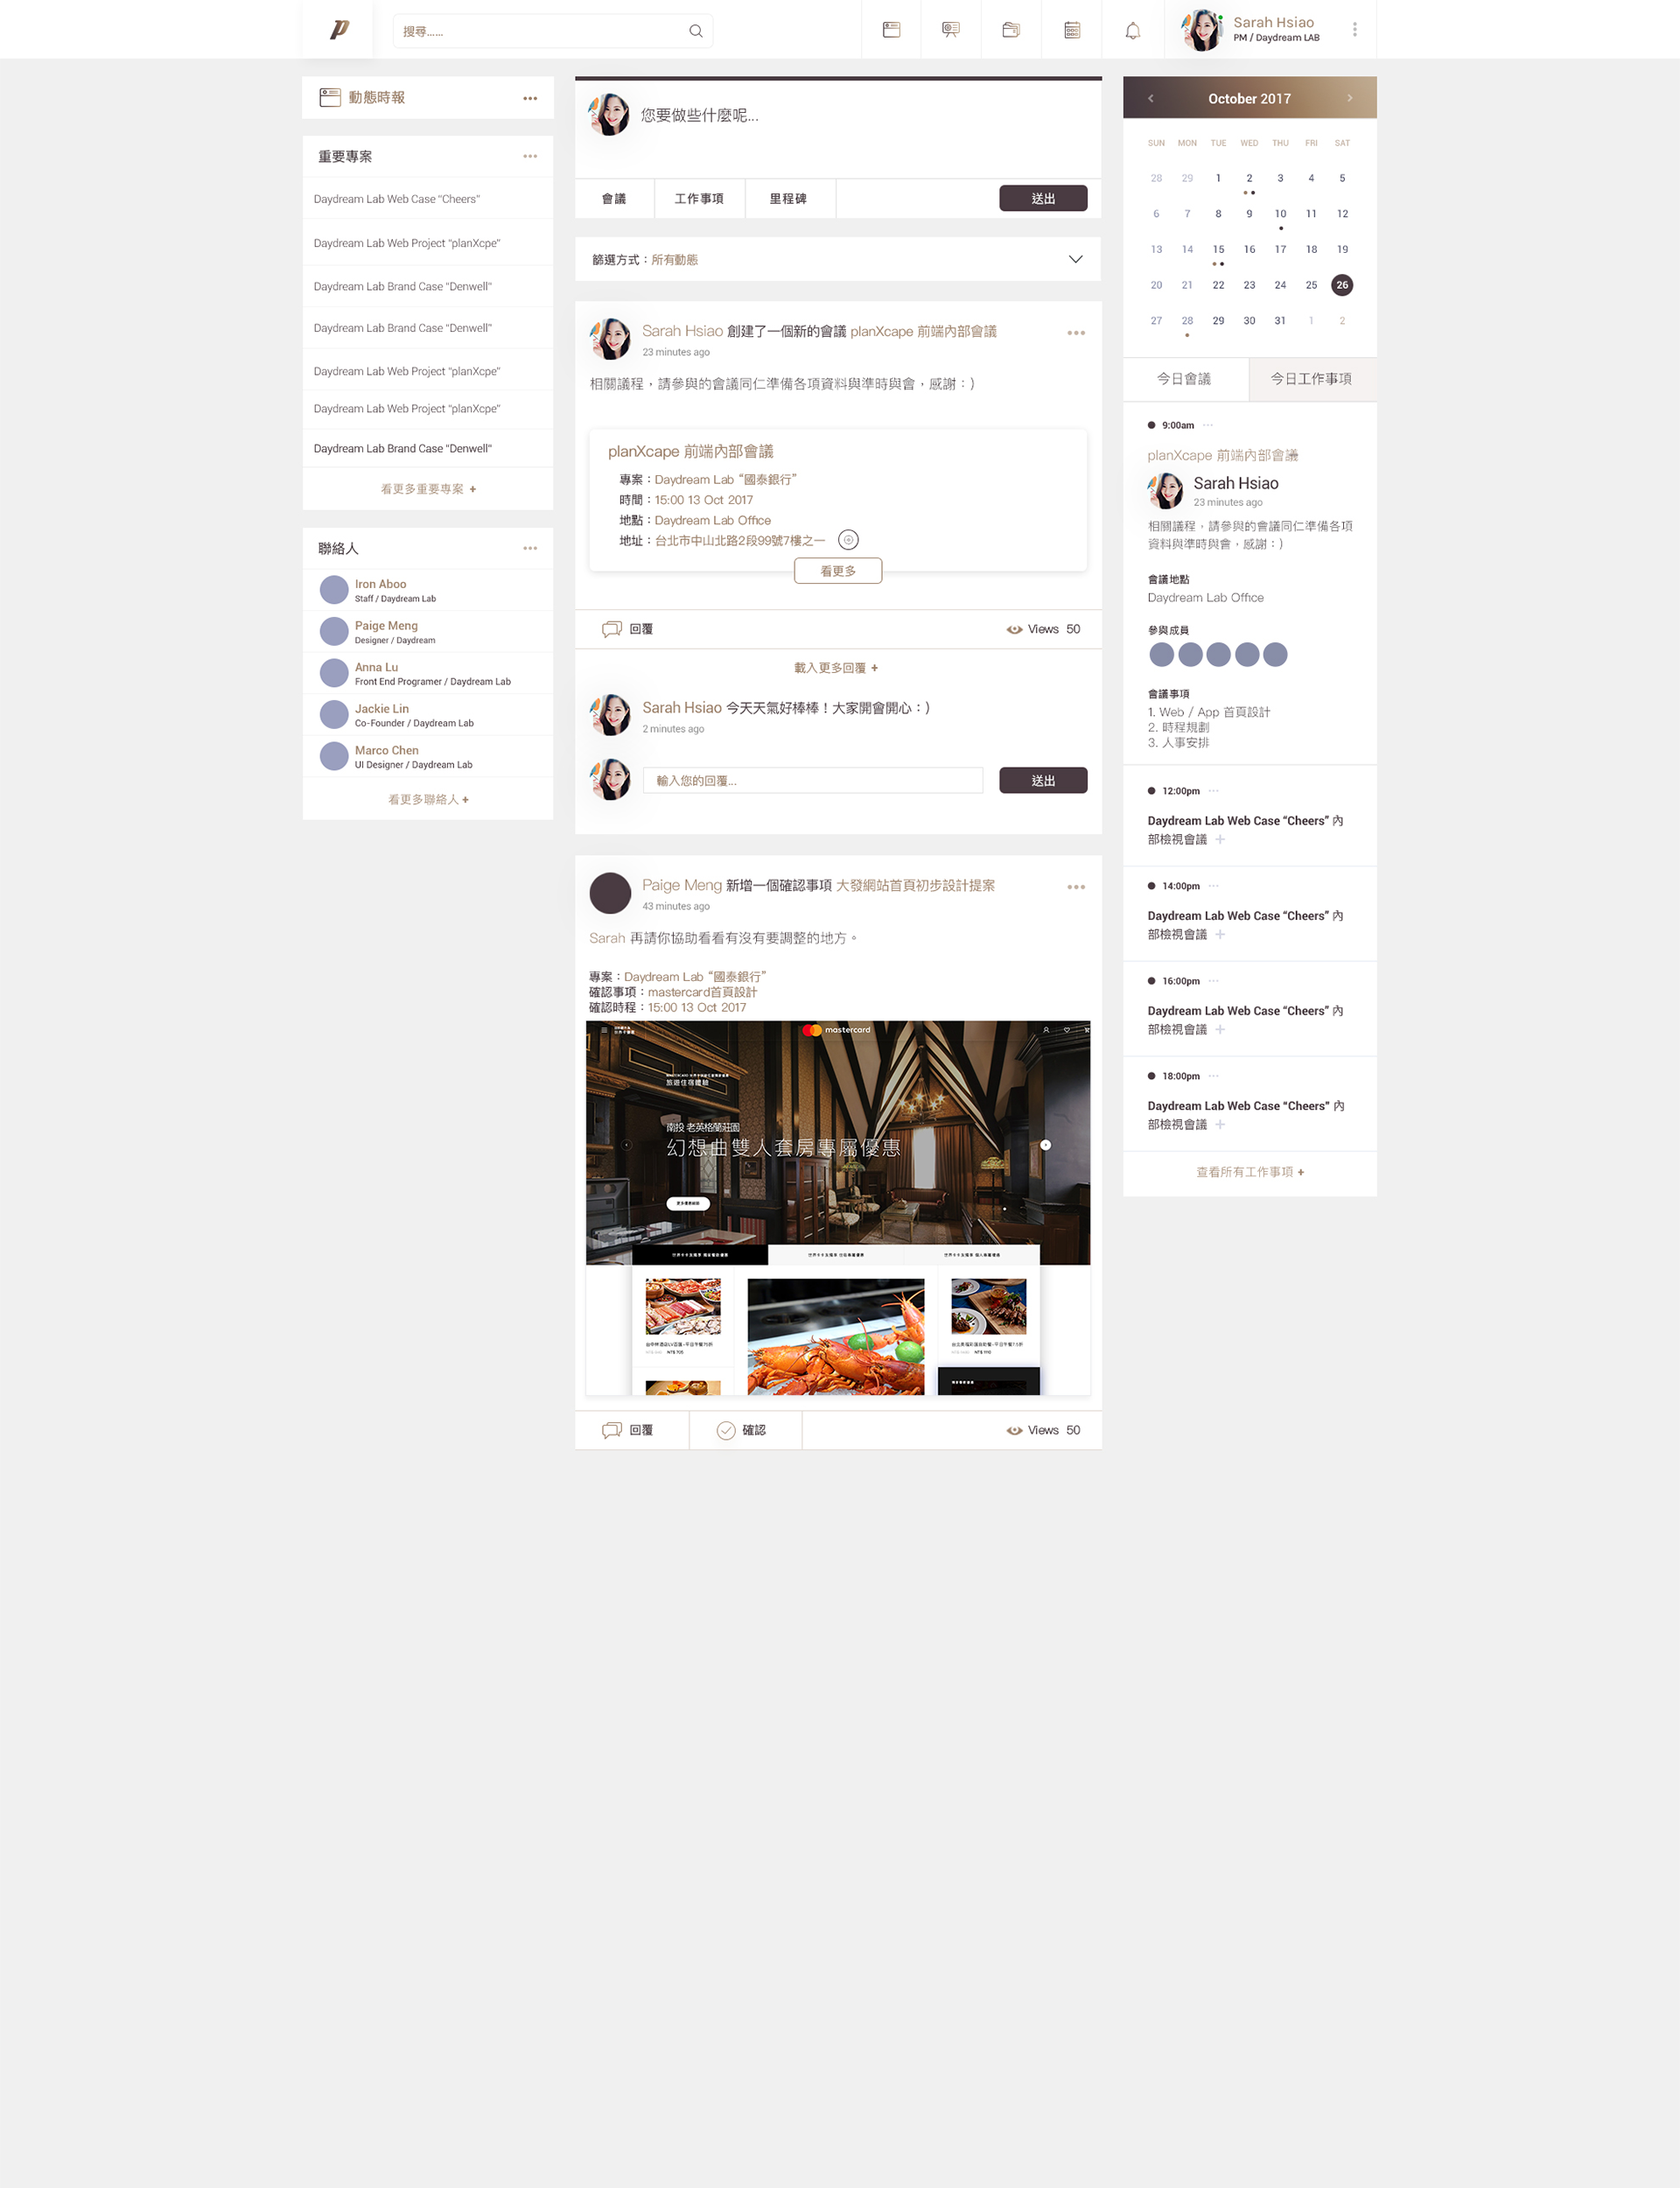 p
搜尋......
Sarah Hsiao
PM / Daydream LAB
動態時報
重要專案
Daydream Lab Web Case "Cheers"
Daydream Lab Web Project "planXcpe"
Daydream Lab Brand Case "Denwell"
Daydream Lab Brand Case "Denwell"
Daydream Lab Web Project "planXcpe"
Daydream Lab Web Project "planXcpe"
Daydream Lab Brand Case "Denwell"
看更多重要專案 +
聯絡人
Iron Aboo
Staff / Daydream Lab
Paige Meng
Designer / Daydream
Anna Lu
Front End Programer / Daydream Lab
Jackie Lin
Co-Founder / Daydream Lab
Marco Chen
UI Designer / Daydream Lab
看更多聯絡人 +
您要做些什麼呢...
會議 工作事項 里程碑 送出
篩選方式：所有動態
Sarah Hsiao 創建了一個新的會議 planXcape 前端內部會議
23 minutes ago
相關議程，請參與的會議同仁準備各項資料與準時與會，感謝：）
planXcape 前端內部會議
專案：Daydream Lab “國泰銀行”
時間：15:00 13 Oct 2017
地點：Daydream Lab Office
地址：台北市中山北路2段99號7樓之一
看更多
回覆 Views 50
載入更多回覆 +
Sarah Hsiao 今天天氣好棒棒！大家開會開心：）
2 minutes ago
輸入您的回覆... 送出
Paige Meng 新增一個確認事項 大發網站首頁初步設計提案
43 minutes ago
Sarah 再請你協助看看有沒有要調整的地方。
專案：Daydream Lab “國泰銀行”
確認事項：mastercard首頁設計
確認時程：15:00 13 Oct 2017
mastercard
旅遊住宿體驗
南投 老英格蘭莊園
幻想曲雙人套房專屬優惠
回覆 確認 Views 50
October 2017
SUN MON TUE WED THU FRI SAT
28 29 1 2 3 4 5
6 7 8 9 10 11 12
13 14 15 16 17 18 19
20 21 22 23 24 25 26
27 28 29 30 31 1 2
今日會議 今日工作事項
9:00am
planXcape 前端內部會議
Sarah Hsiao
23 minutes ago
相關議程，請參與的會議同仁準備各項
資料與準時與會，感謝：）
會議地點
Daydream Lab Office
參與成員
會議事項
1. Web / App 首頁設計
2. 時程規劃
3. 人事安排
12:00pm
Daydream Lab Web Case “Cheers” 內
部檢視會議 +
14:00pm
Daydream Lab Web Case “Cheers” 內
部檢視會議 +
16:00pm
Daydream Lab Web Case “Cheers” 內
部檢視會議 +
18:00pm
Daydream Lab Web Case “Cheers” 內
部檢視會議 +
查看所有工作事項 +